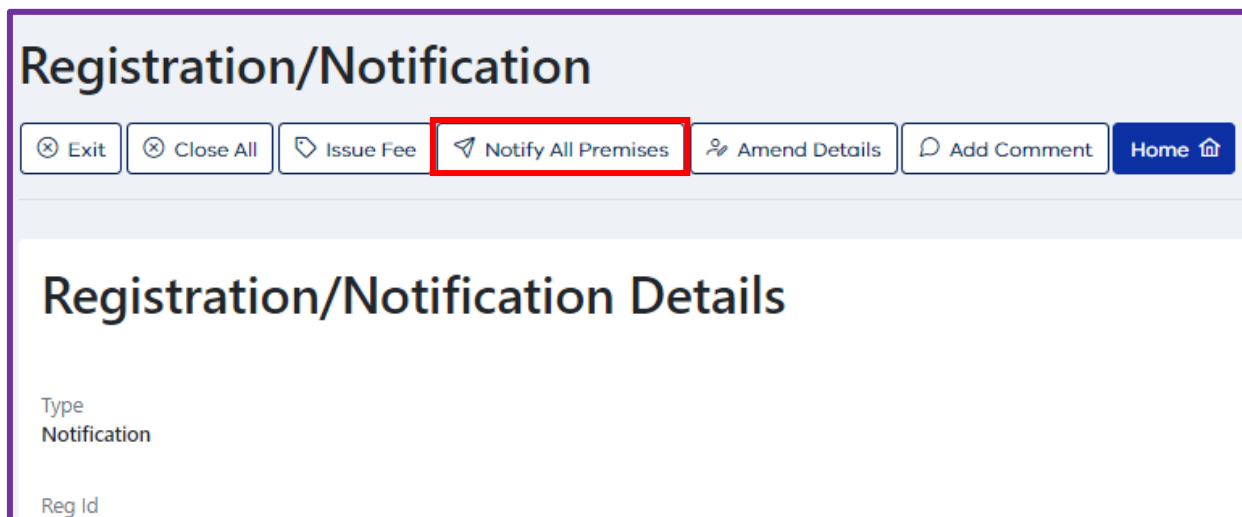 Registration/Notification
Exit Close All Issue Fee Notify All Premises Amend Details Add Comment Home
Registration/Notification Details
Type
Notification
Reg Id